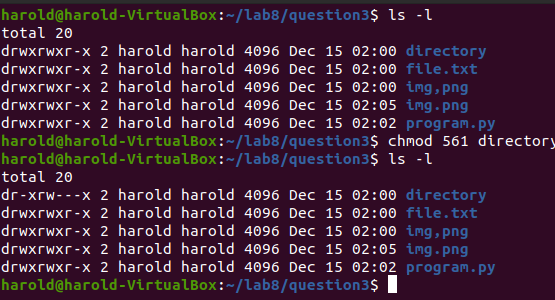 harold@harold-VirtualBox:~/lab8/question3$ ls -l
total 20
drwxrwxr-x 2 harold harold 4096 Dec 15 02:00 directory
drwxrwxr-x 2 harold harold 4096 Dec 15 02:00 file.txt
drwxrwxr-x 2 harold harold 4096 Dec 15 02:00 img,png
drwxrwxr-x 2 harold harold 4096 Dec 15 02:05 img.png
drwxrwxr-x 2 harold harold 4096 Dec 15 02:02 program.py
harold@harold-VirtualBox:~/lab8/question3$ chmod 561 directory
harold@harold-VirtualBox:~/lab8/question3$ ls -l
total 20
dr-xrw---x 2 harold harold 4096 Dec 15 02:00 directory
drwxrwxr-x 2 harold harold 4096 Dec 15 02:00 file.txt
drwxrwxr-x 2 harold harold 4096 Dec 15 02:00 img,png
drwxrwxr-x 2 harold harold 4096 Dec 15 02:05 img.png
drwxrwxr-x 2 harold harold 4096 Dec 15 02:02 program.py
harold@harold-VirtualBox:~/lab8/question3$